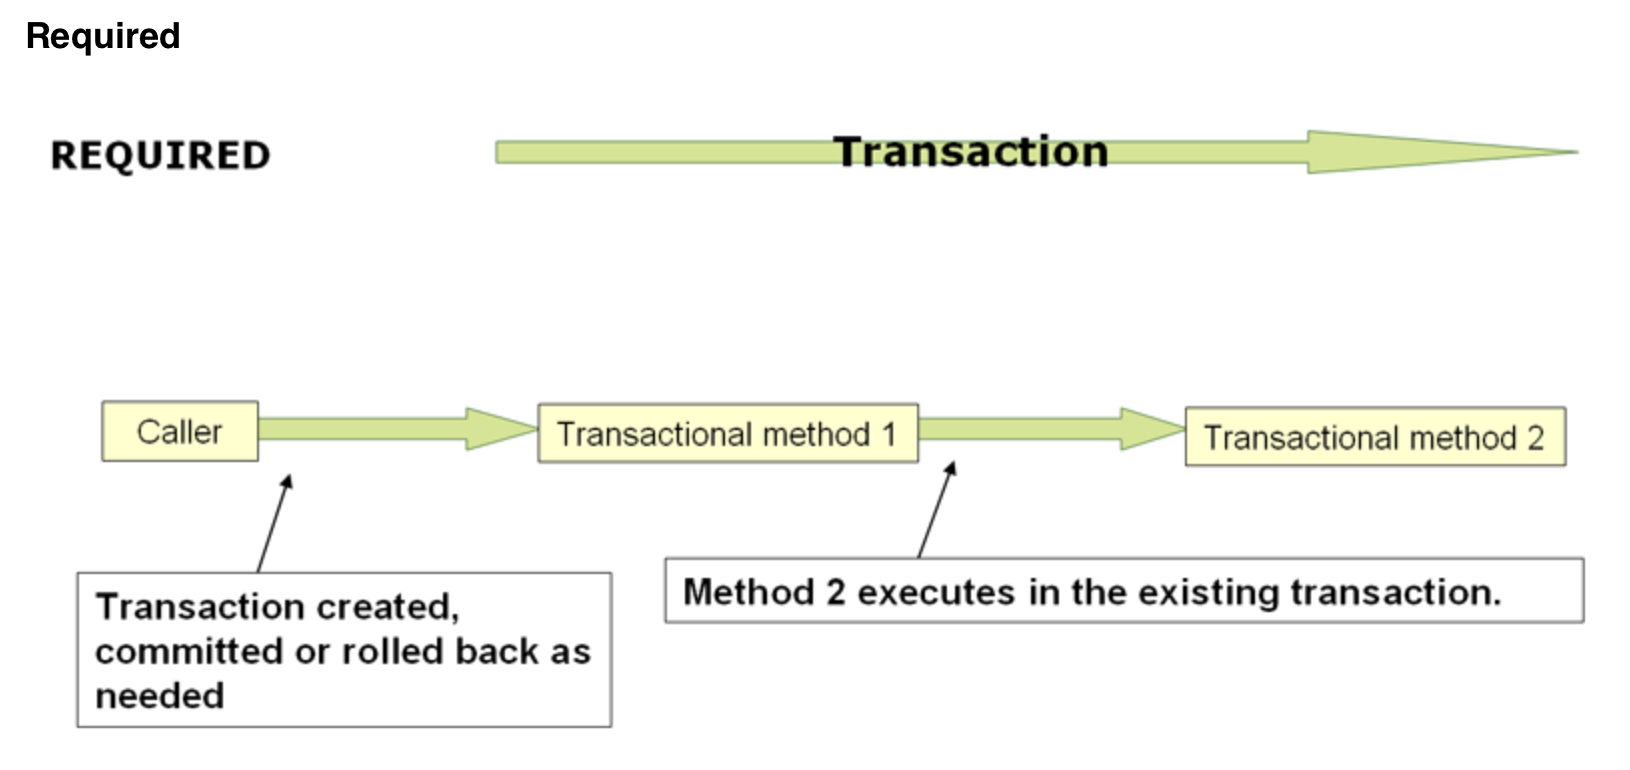 Required
REQUIRED
Transaction
Caller
Transactional method 1
Transactional method 2
Transaction created,
committed or rolled back as
needed
Method 2 executes in the existing transaction.